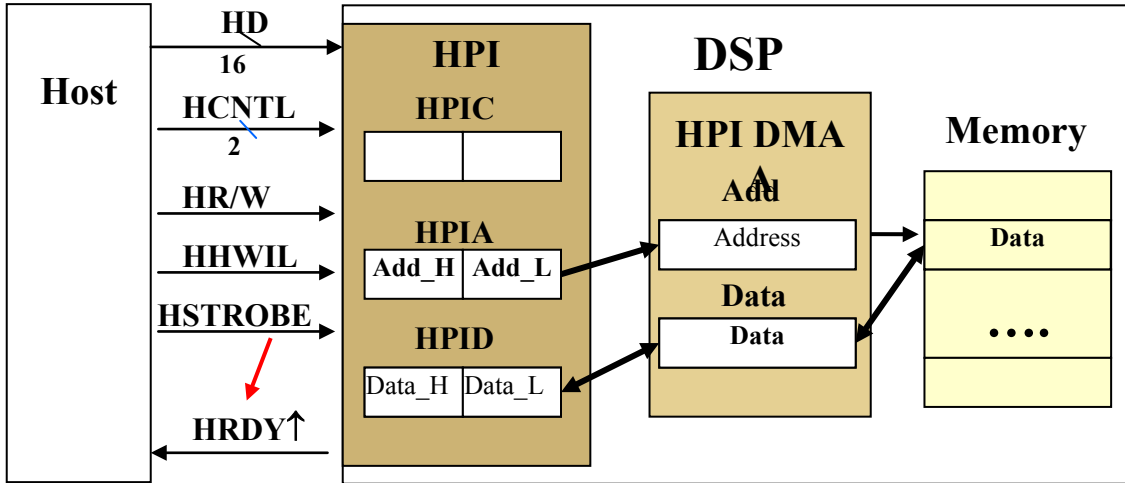 Host
HD
16
HCNTL
2
HR/W
HHWIL
HSTROBE
HRDY↑
HPI
HPIC
HPIA
Add_H Add_L
HPID
Data_H Data_L
DSP
HPI DMA
A
Add
Address
Data
Data
Memory
Data
....